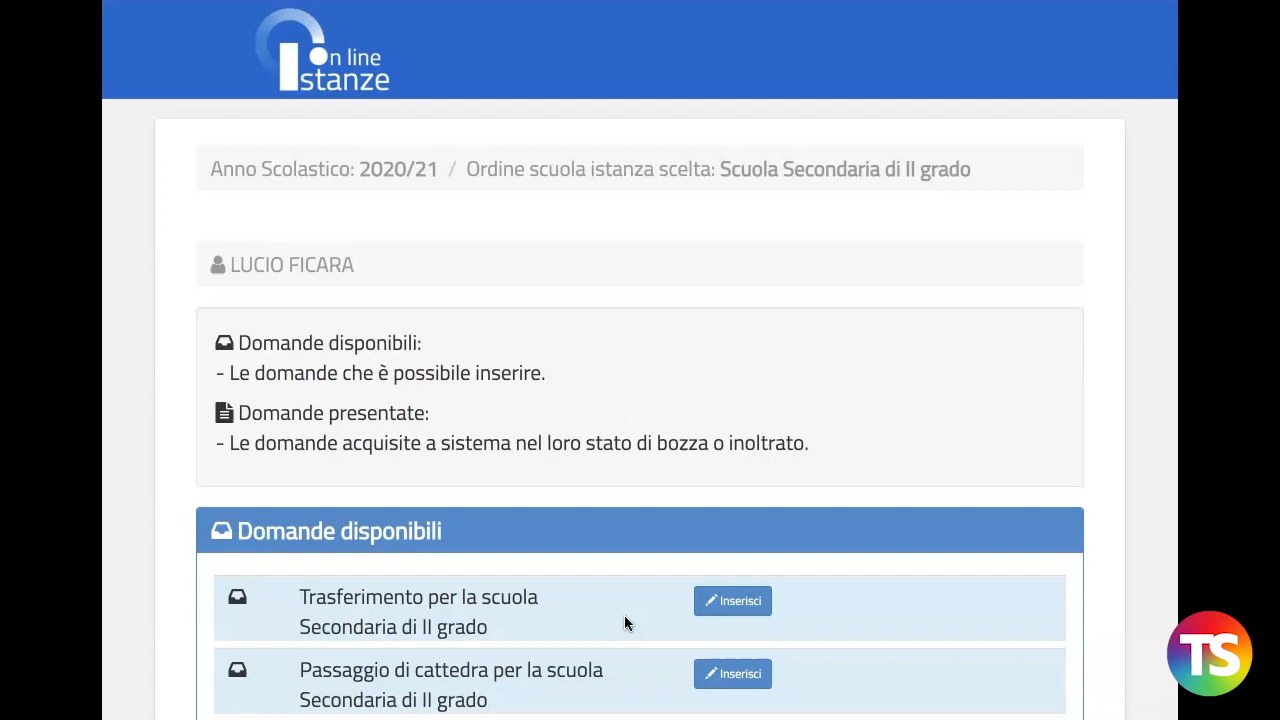 On line
Istanze
Anno Scolastico: 2020/21 / Ordine scuola istanza scelta: Scuola Secondaria di II grado
LUCIO FICARA
Domande disponibili:
- Le domande che è possibile inserire.
Domande presentate:
- Le domande acquisite a sistema nel loro stato di bozza o inoltrato.
Domande disponibili
Trasferimento per la scuola
Secondaria di II grado
Inserisci
Passaggio di cattedra per la scuola
Secondaria di II grado
Inserisci
TS